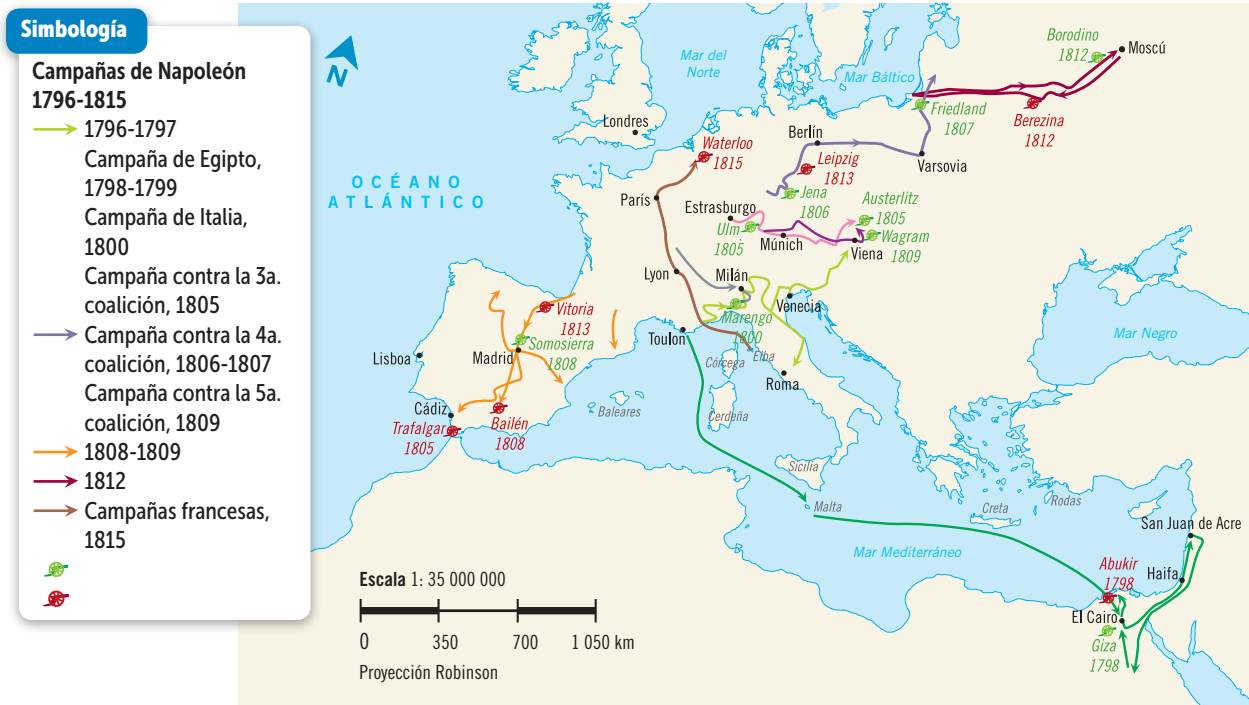 Simbología
Campañas de Napoleón
1796-1815
1796-1797
Campaña de Egipto,
1798-1799
Campaña de Italia,
1800
Campaña contra la 3a.
coalición, 1805
Campaña contra la 4a.
coalición, 1806-1807
Campaña contra la 5a.
coalición, 1809
1808-1809
1812
Campañas francesas,
1815
N
Mar del
Norte
Mar Báltico
Borodino
1812
Moscú
Friedland
1807
Berezina
1812
Londres
Waterloo
1815
Berlín
Leipzig
1813
Varsovia
OCÉANO
ATLÁNTICO
París
Estrasburgo
Jena
1806
Austerlitz
1805
Ulm
1805
Múnich
Viena
Wagram
1809
Lyon
Milán
Venecia
Marengo
1800
Vitoria
1813
Somosierra
1808
Toulon
Mar Negro
Lisboa
Madrid
Córcega
Elba
Roma
Cádiz
Trafalgar
1805
Bailén
1808
Baleares
Cerdeña
Sicilia
Malta
Creta
Rodas
San Juan de Acre
Mar Mediterráneo
Abukir
1798
Haifa
El Cairo
Giza
1798
Escala 1: 35 000 000
0 350 700 1 050 km
Proyección Robinson